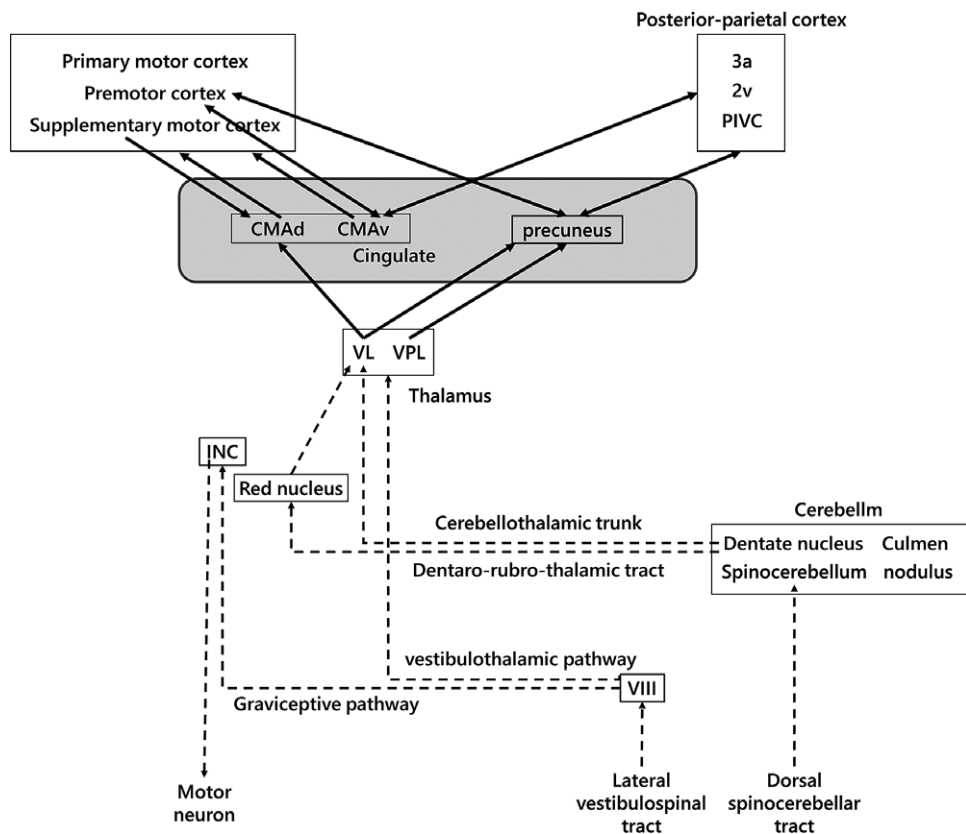 Posterior-parietal cortex
Primary motor cortex
Premotor cortex
Supplementary motor cortex
3a
2v
PIVC
CMAd CMAv
Cingulate
precuneus
VL VPL
Thalamus
INC
Red nucleus
Cerebellothalamic trunk
Dentaro-rubro-thalamic tract
Cerebellm
Dentate nucleus Culmen
Spinocerebellum nodulus
vestibulothalamic pathway
Graviceptive pathway
VIII
Motor
neuron
Lateral
vestibulospinal
tract
Dorsal
spinocerebellar
tract